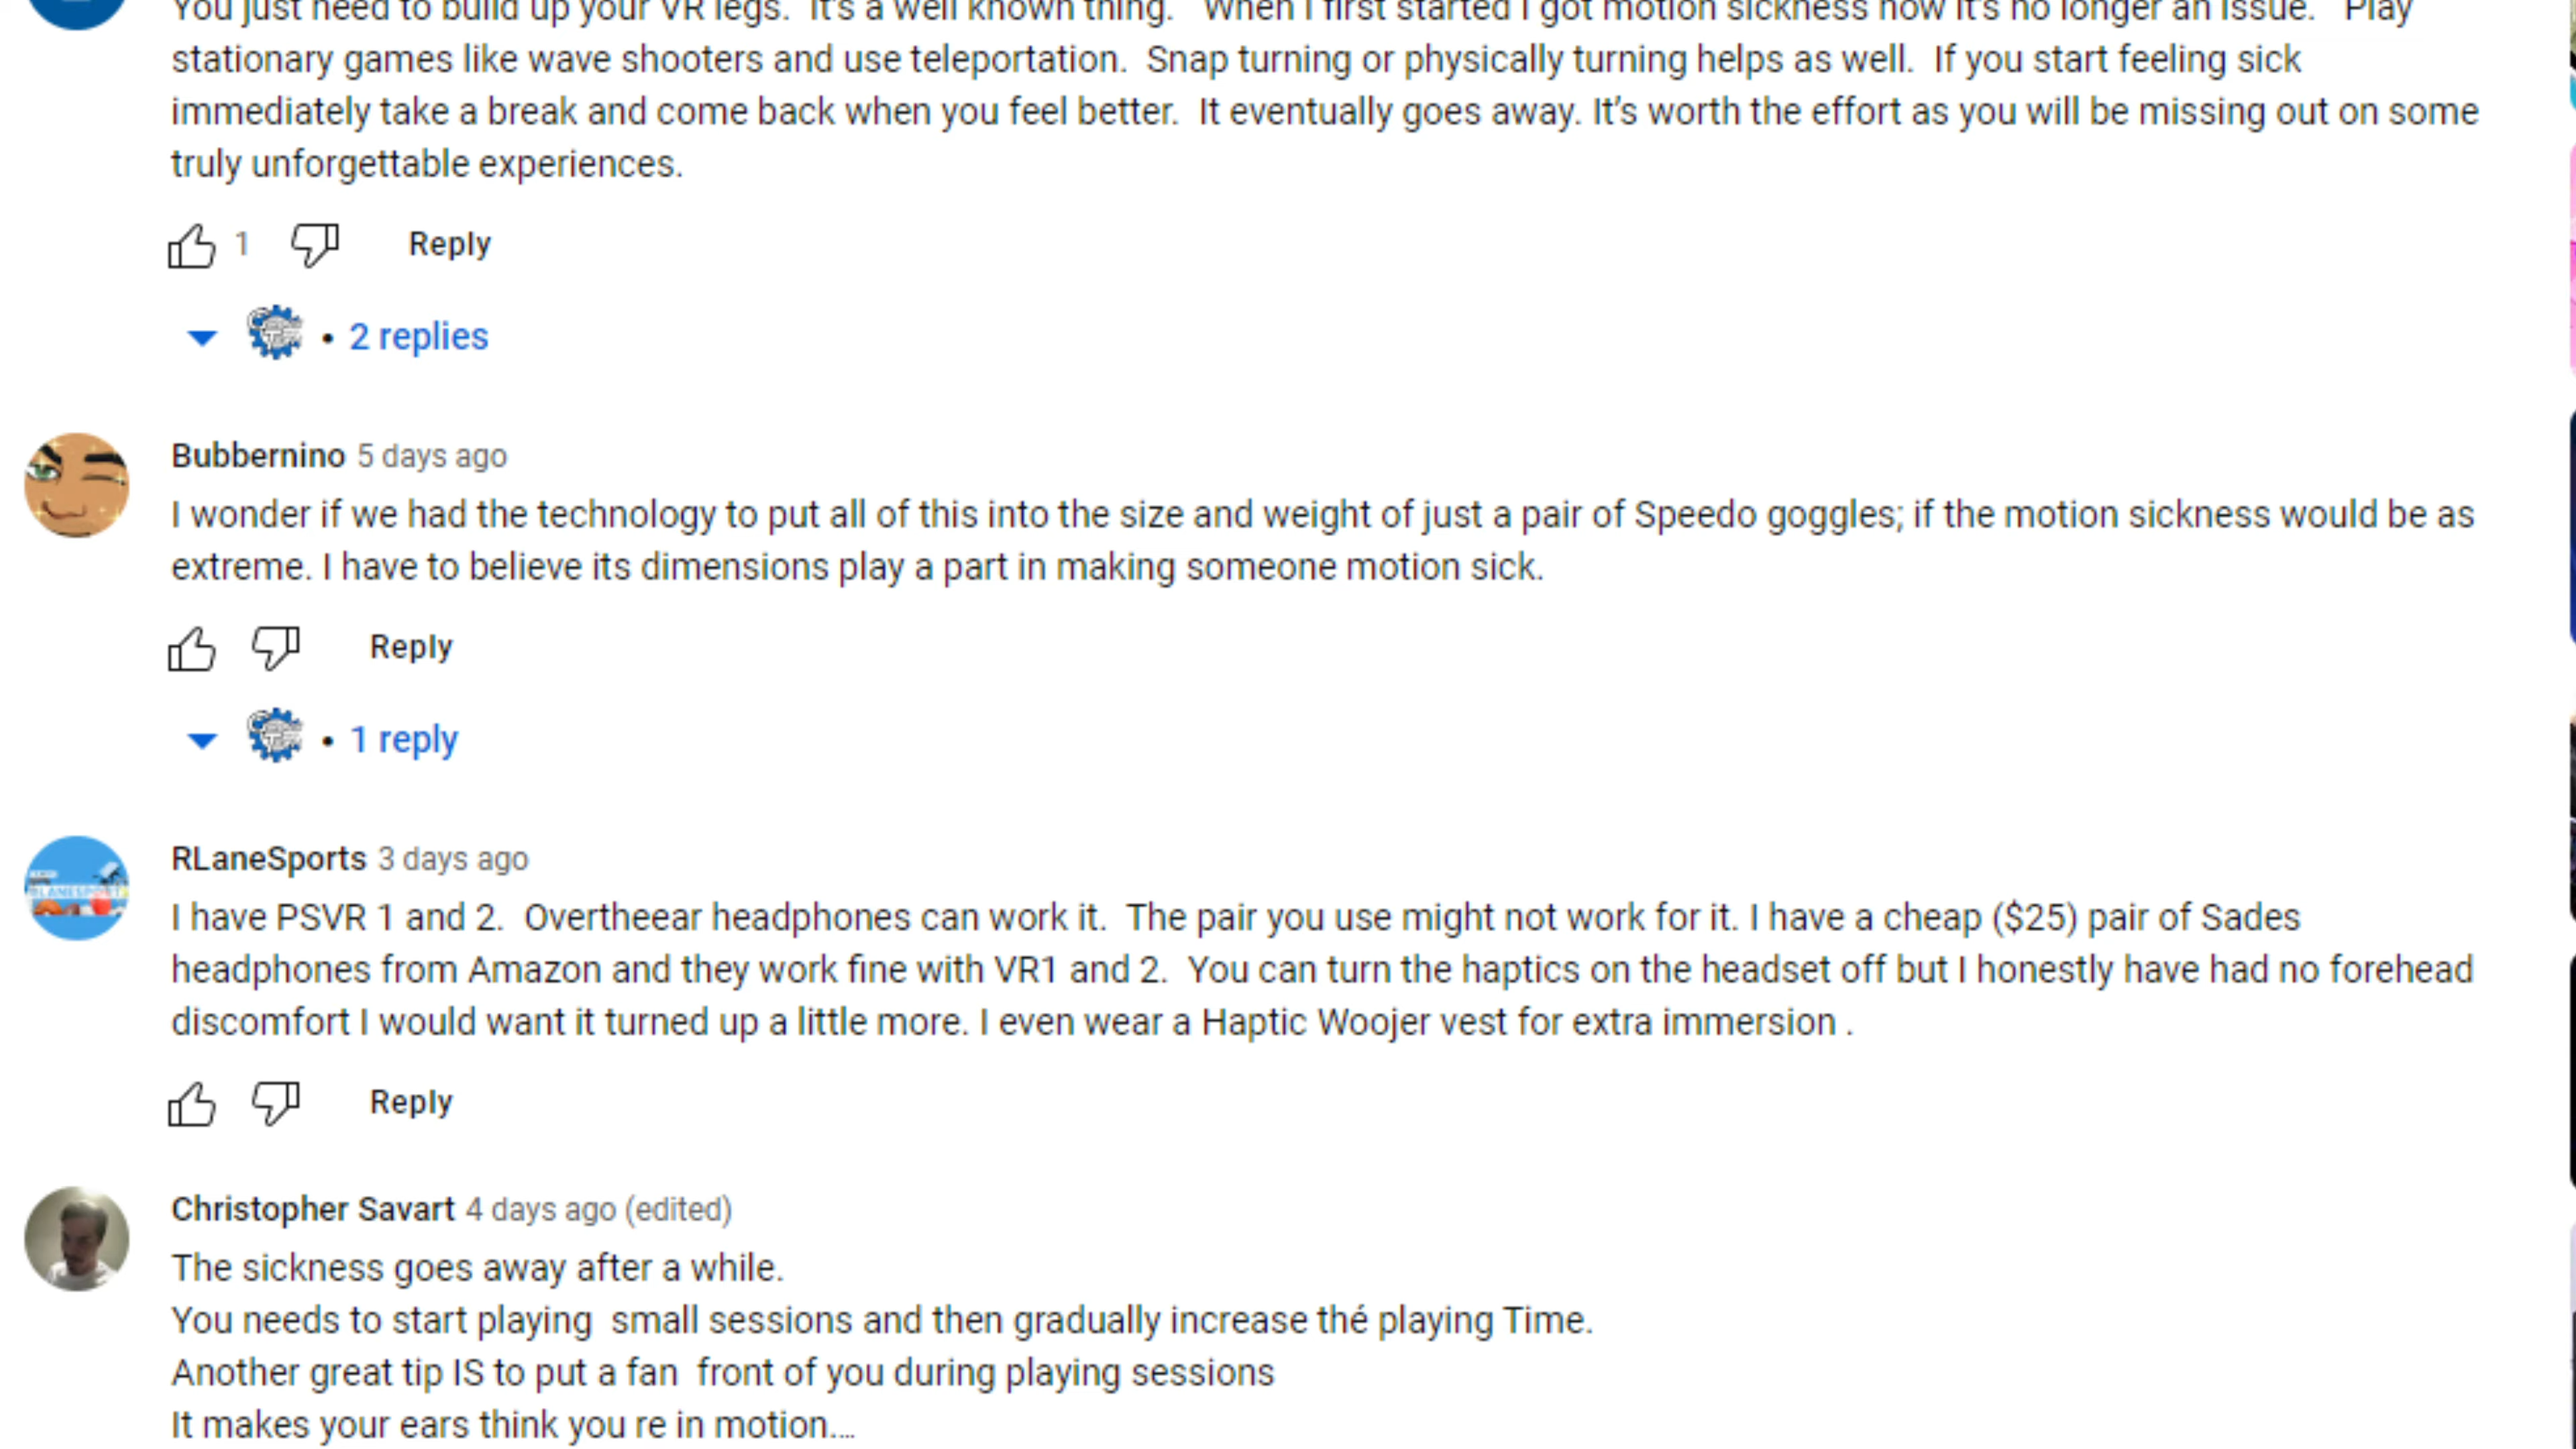 You just need to build up your VR legs.  It's a well known thing.   When I first started I got motion sickness now it's no longer an issue.   Play
stationary games like wave shooters and use teleportation.  Snap turning or physically turning helps as well.  If you start feeling sick
immediately take a break and come back when you feel better.  It eventually goes away. It's worth the effort as you will be missing out on some
truly unforgettable experiences.
1 Reply
• 2 replies
Bubbernino 5 days ago
I wonder if we had the technology to put all of this into the size and weight of just a pair of Speedo goggles; if the motion sickness would be as
extreme. I have to believe its dimensions play a part in making someone motion sick.
Reply
• 1 reply
RLaneSports 3 days ago
I have PSVR 1 and 2.  Overtheear headphones can work it.  The pair you use might not work for it. I have a cheap ($25) pair of Sades
headphones from Amazon and they work fine with VR1 and 2.  You can turn the haptics on the headset off but I honestly have had no forehead
discomfort I would want it turned up a little more. I even wear a Haptic Woojer vest for extra immersion .
Reply
Christopher Savart 4 days ago (edited)
The sickness goes away after a while.
You needs to start playing  small sessions and then gradually increase thé playing Time.
Another great tip IS to put a fan  front of you during playing sessions
It makes your ears think you re in motion....